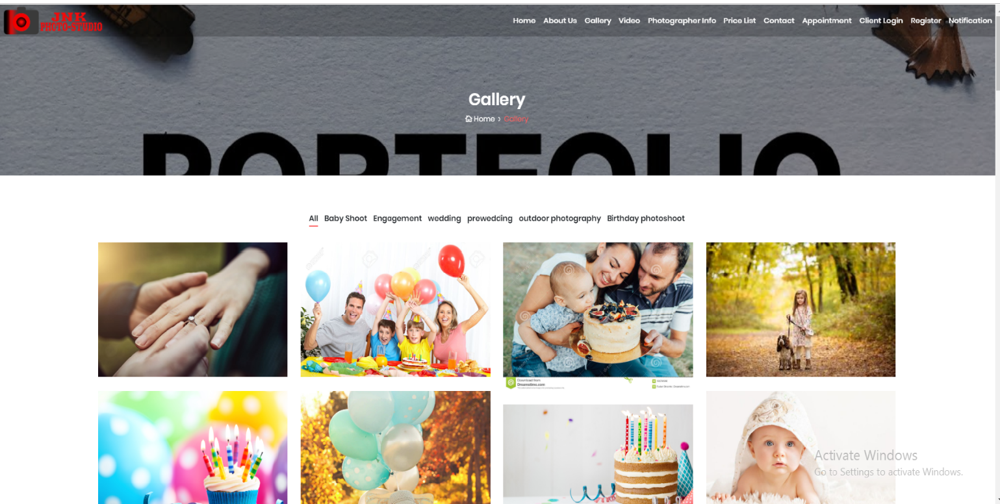 JNK
PHOTO-STUDIO
Home About Us Gallery Video Photographer Info Price List Contact Appointment Client Login Register Notification
Gallery
Home › Gallery
PORTFOLIO
All Baby Shoot Engagement wedding prewedding outdoor photography Birthday photoshoot
Download from
Dreamstime.com
Activate Windows
Go to Settings to activate Windows.